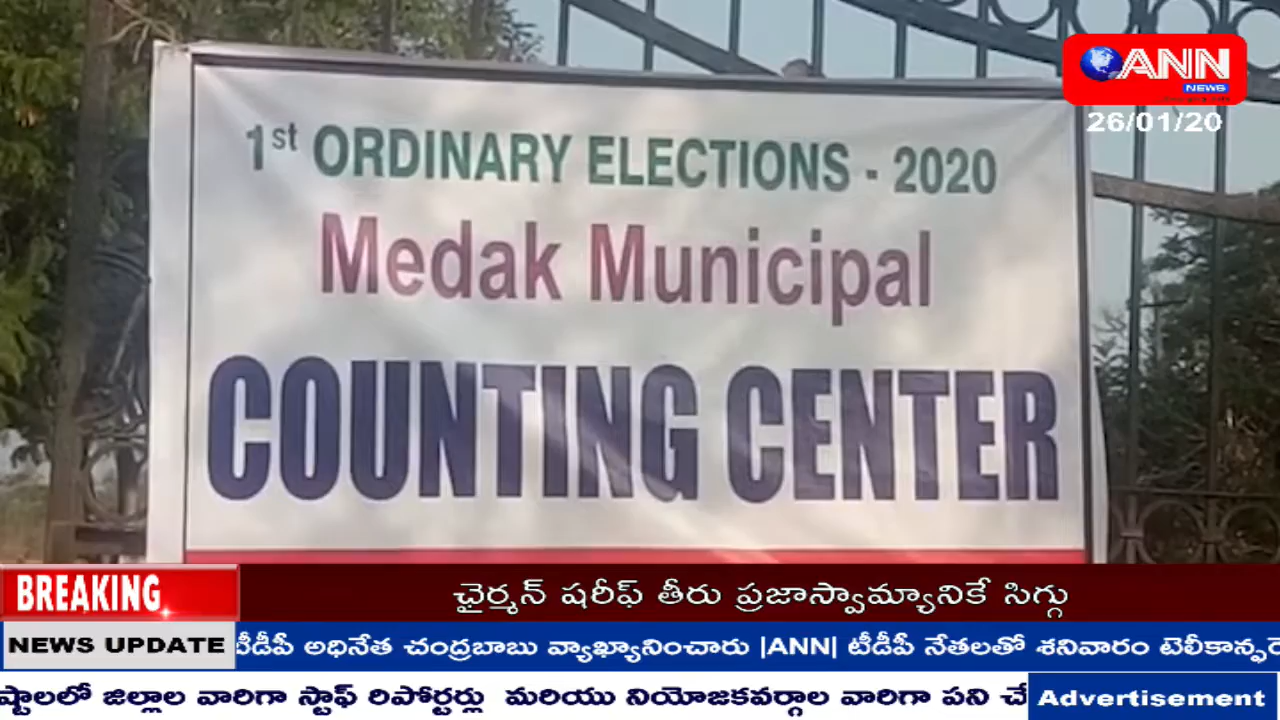 ANN
NEWS
26/01/20
1st ORDINARY ELECTIONS - 2020
Medak Municipal
COUNTING CENTER
BREAKING
ఛైర్మన్ షరీఫ్ తీరు ప్రజాస్వామ్యానికే సిగ్గు
NEWS UPDATE
టీడీపీ అధినేత చంద్రబాబు వ్యాఖ్యానించారు |ANN| టీడీపీ నేతలతో శనివారం
జిల్లాల వారిగా స్టాఫ్ రిపోర్టర్లు మరియు నియోజకవర్గాల వారిగా పని
Advertisement